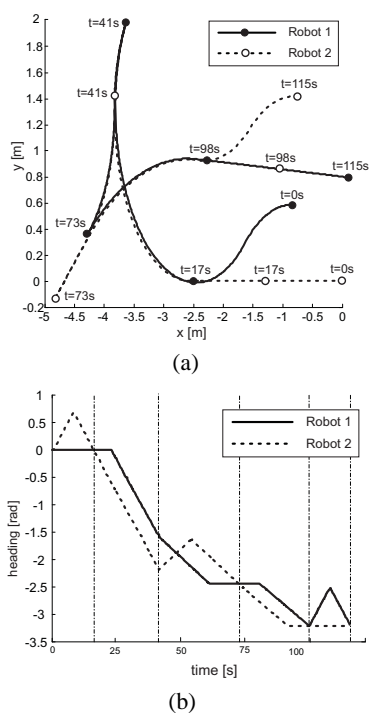 2
t=41s
Robot 1
1.8
Robot 2
1.6
t=115s
1.4
t=41s
1.2
y [m]
1
t=98s
t=98s
0.8
t=115s
0.6
t=0s
0.4
t=73s
0.2
t=17s
t=17s
t=0s
0
t=73s
-0.2
-5 -4.5 -4 -3.5 -3 -2.5 -2 -1.5 -1 -0.5 0
x [m]
(a)
1
Robot 1
0.5
Robot 2
0
-0.5
-1
heading [rad]
-1.5
-2
-2.5
-3
-3.5
0 25 50 75 100
time [s]
(b)